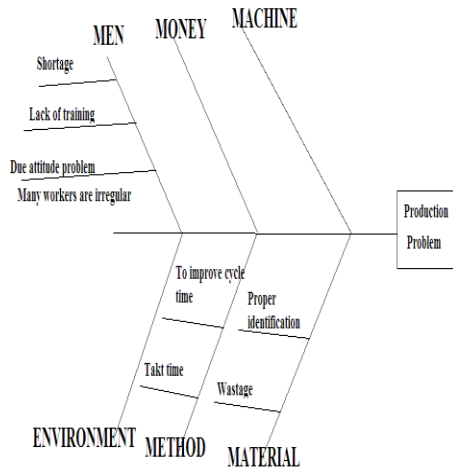 MEN
MONEY
MACHINE
Shortage
Lack of training
Due attitude problem
Many workers are irregular
Production
Problem
To improve cycle
time
Proper
identification
Takt time
Wastage
ENVIRONMENT
METHOD
MATERIAL